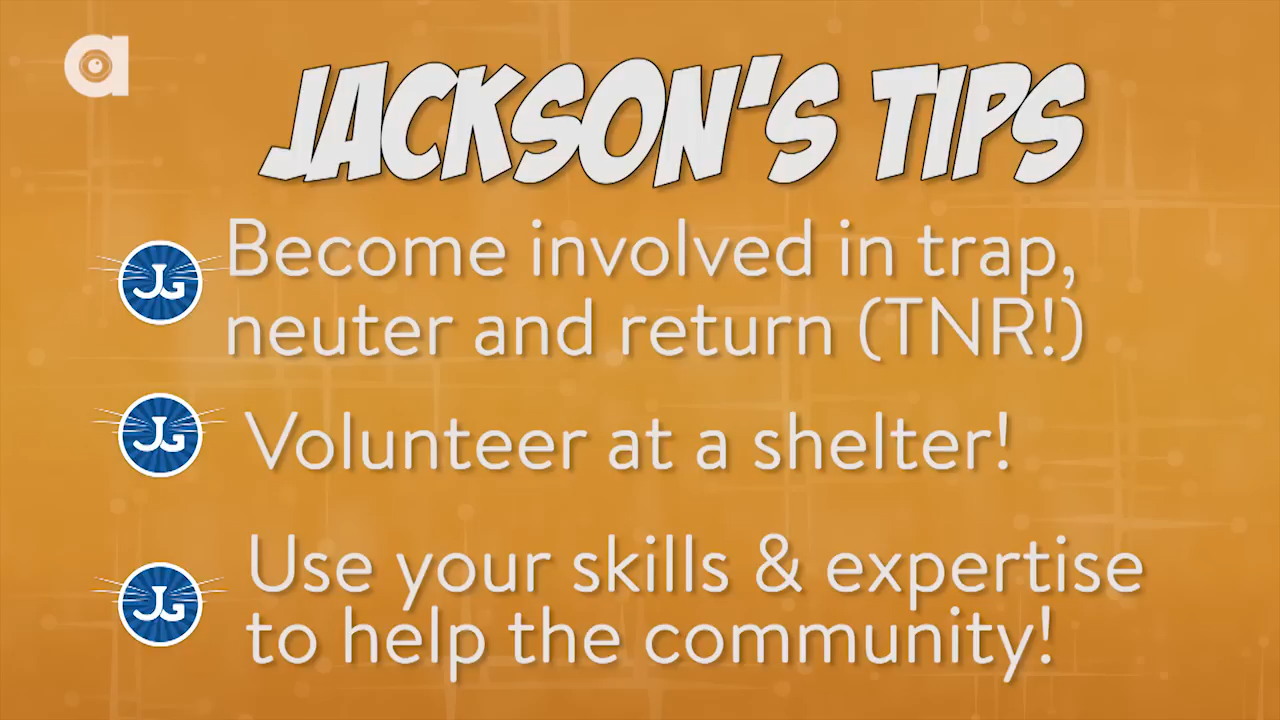 a
JACKSON'S TIPS
JG
Become involved in trap,
neuter and return (TNR!)
JG
Volunteer at a shelter!
JG
Use your skills & expertise
to help the community!